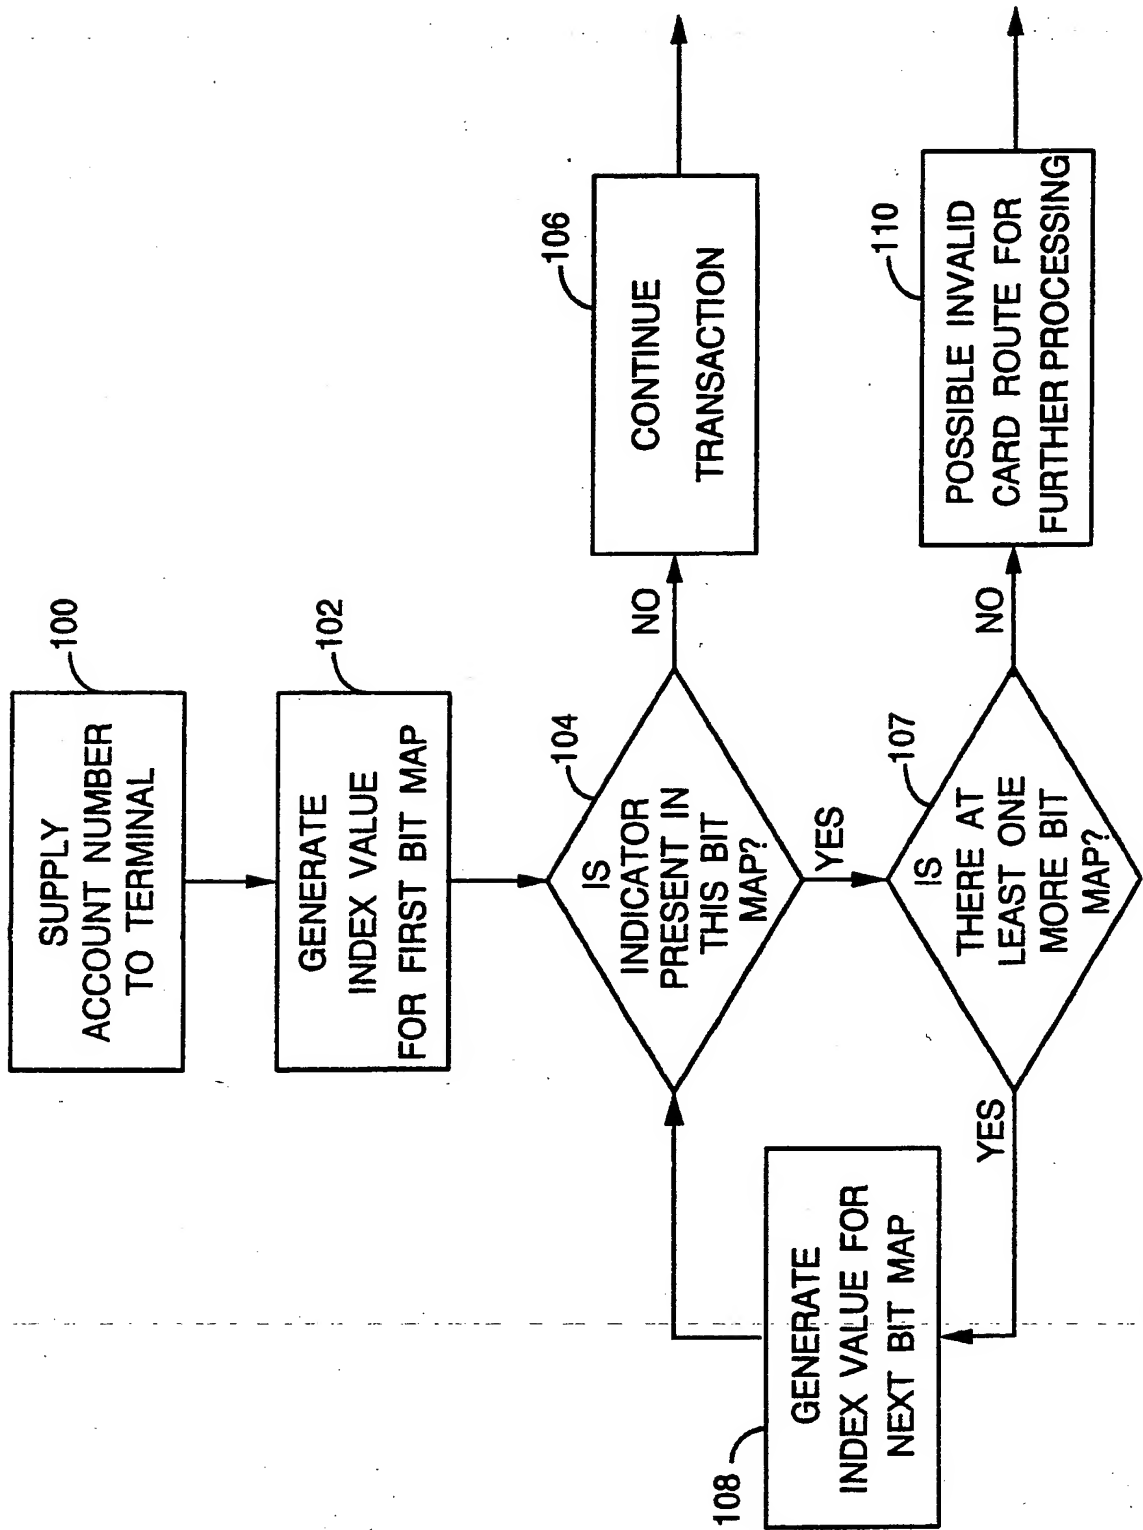 SUPPLY
ACCOUNT NUMBER
TO TERMINAL
100
GENERATE
INDEX VALUE
FOR FIRST BIT MAP
102
IS
INDICATOR
PRESENT IN
THIS BIT
MAP?
104
NO
CONTINUE
TRANSACTION
106
YES
IS
THERE AT
LEAST ONE
MORE BIT
MAP?
107
NO
POSSIBLE INVALID
CARD ROUTE FOR
FURTHER PROCESSING
110
YES
GENERATE
INDEX VALUE FOR
NEXT BIT MAP
108